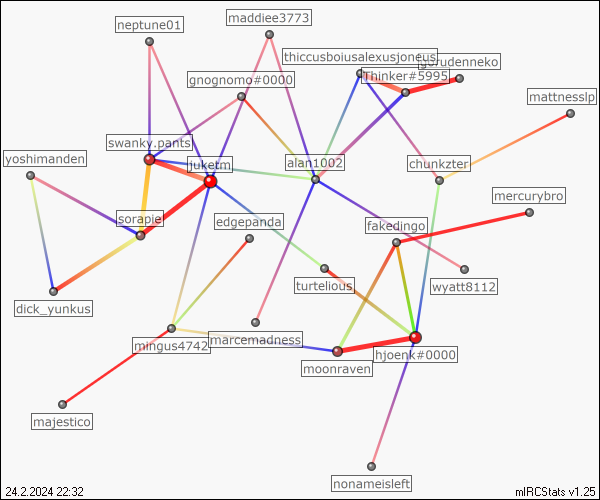 maddiee3773
neptune01
thiccusboiusalexusjoneus
gorudenneko
gnognomo#0000
Thinker#5995
mattnesslp
swanky.pants
yoshimanden
juketm
alan1002
chunkzter
mercurybro
sorapie
edgepanda
fakedingo
turtelious
wyatt8112
dick_yunkus
mingus4742
marcemadness
hjoenk#0000
moonraven
majestico
nonameisleft
24.2.2024 22:32
mIRCStats v1.25